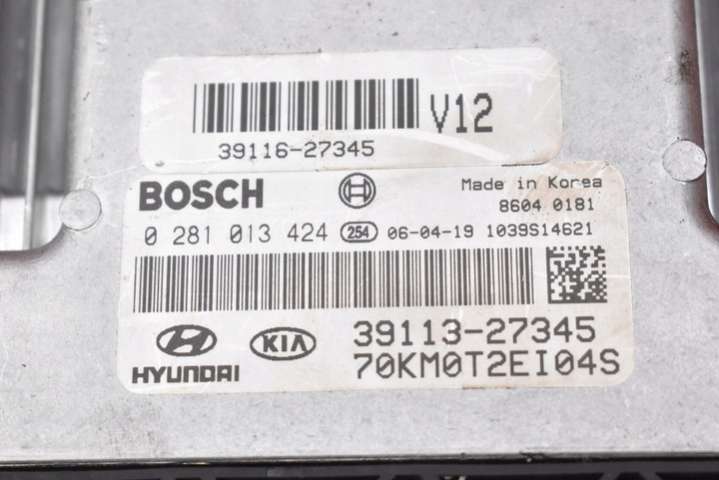 V12
39116-27345
BOSCH
Made in Korea
8604 0181
0 281 013 424 254 06-04-19 1039S14621
39113-27345
HYUNDAI KIA 70KM0T2EI04S